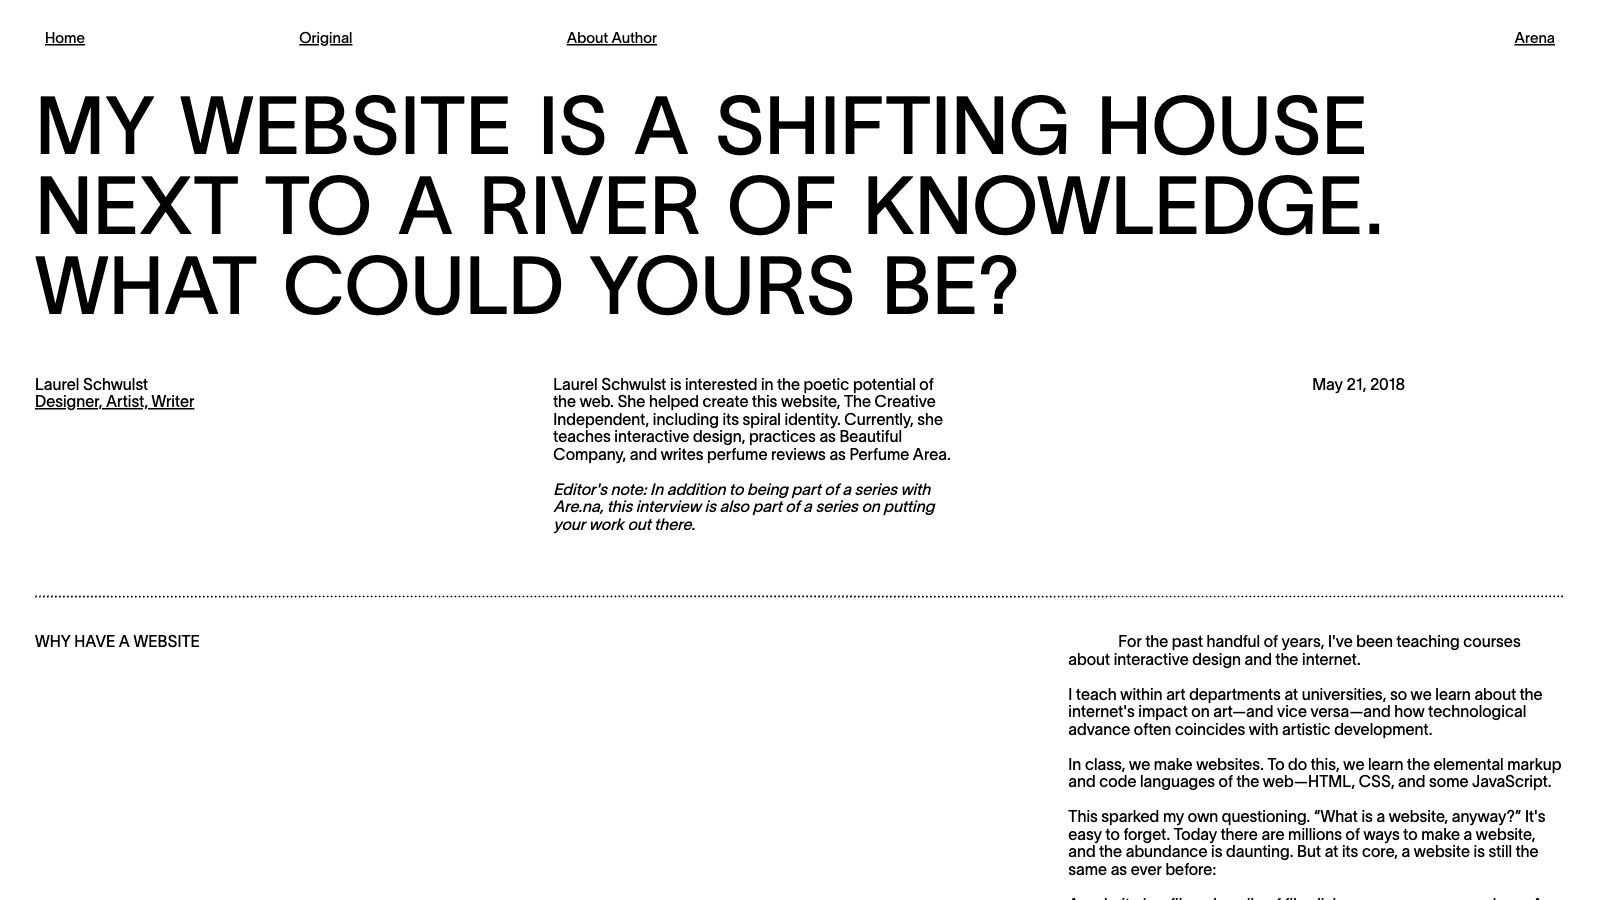 Home
Original
About Author
Arena
MY WEBSITE IS A SHIFTING HOUSE
NEXT TO A RIVER OF KNOWLEDGE.
WHAT COULD YOURS BE?
Laurel Schwulst
Designer, Artist, Writer
Laurel Schwulst is interested in the poetic potential of
the web. She helped create this website, The Creative
Independent, including its spiral identity. Currently, she
teaches interactive design, practices as Beautiful
Company, and writes perfume reviews as Perfume Area.
Editor's note: In addition to being part of a series with
Are.na, this interview is also part of a series on putting
your work out there.
May 21, 2018
WHY HAVE A WEBSITE
For the past handful of years, I've been teaching courses
about interactive design and the internet.
I teach within art departments at universities, so we learn about the
internet's impact on art—and vice versa—and how technological
advance often coincides with artistic development.
In class, we make websites. To do this, we learn the elemental markup
and code languages of the web—HTML, CSS, and some JavaScript.
This sparked my own questioning. “What is a website, anyway?” It's
easy to forget. Today there are millions of ways to make a website,
and the abundance is daunting. But at its core, a website is still the
same as ever before: